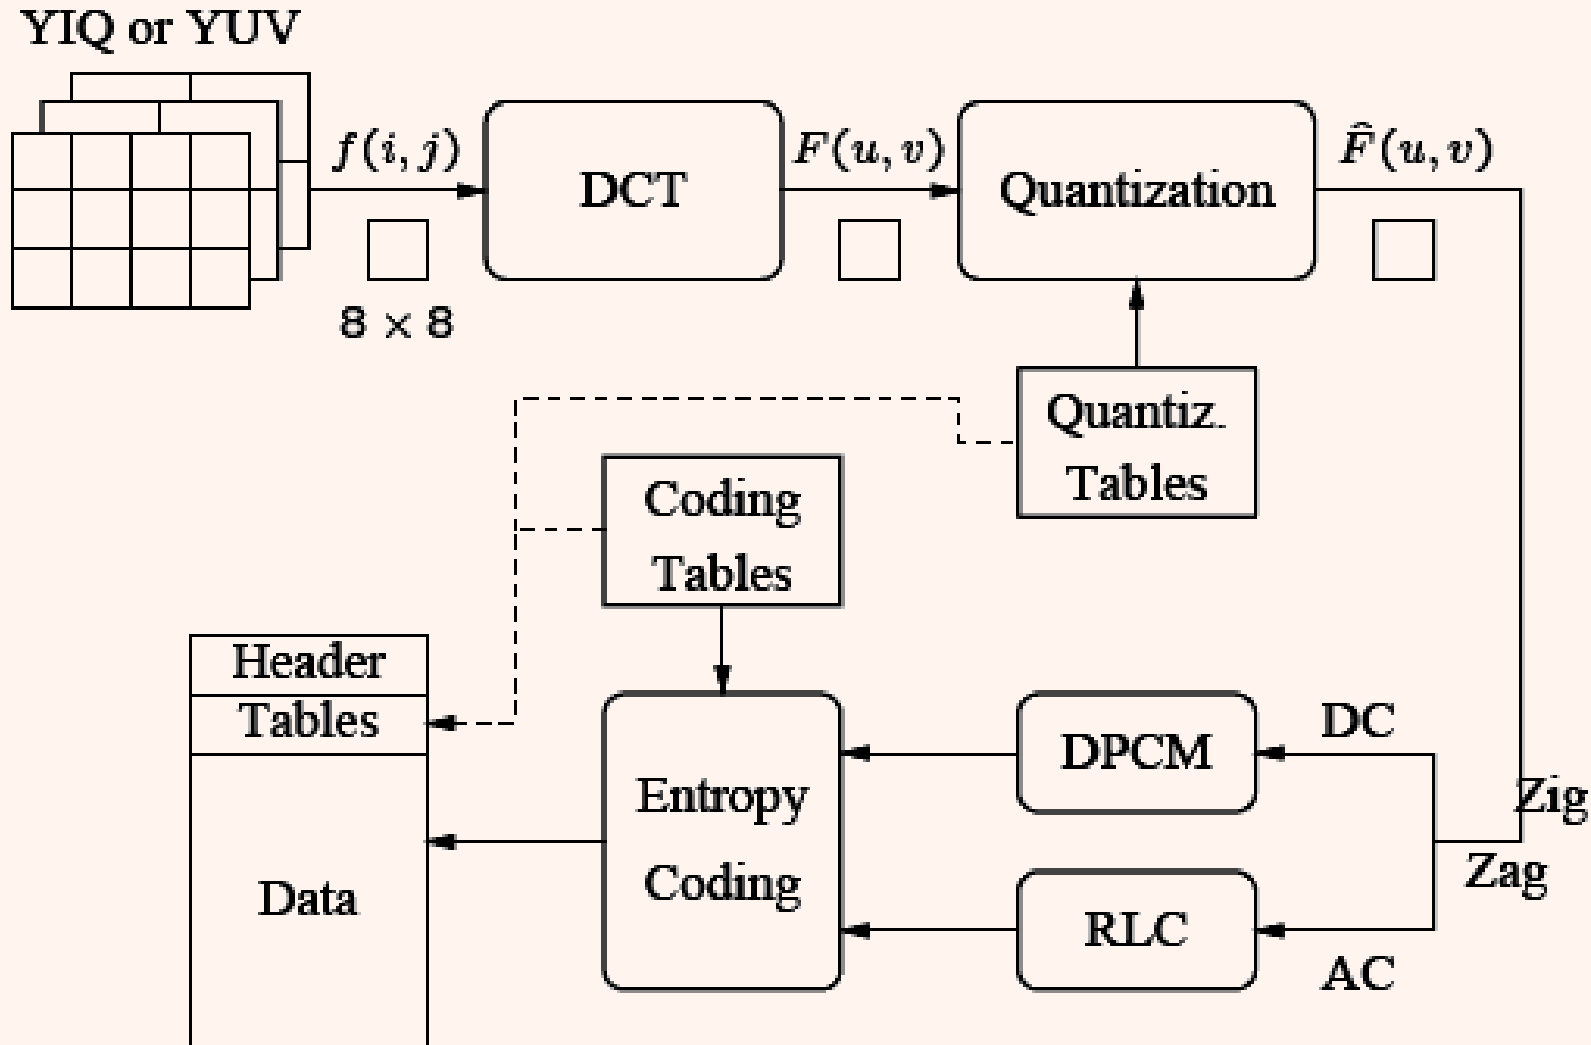 YIQ or YUV
f(i, j)
F(u, v)
F̂(u, v)
DCT
Quantization
8 × 8
Quantiz.
Tables
Coding
Tables
Header
Tables
Data
Entropy
Coding
DPCM
DC
Zig
Zag
RLC
AC